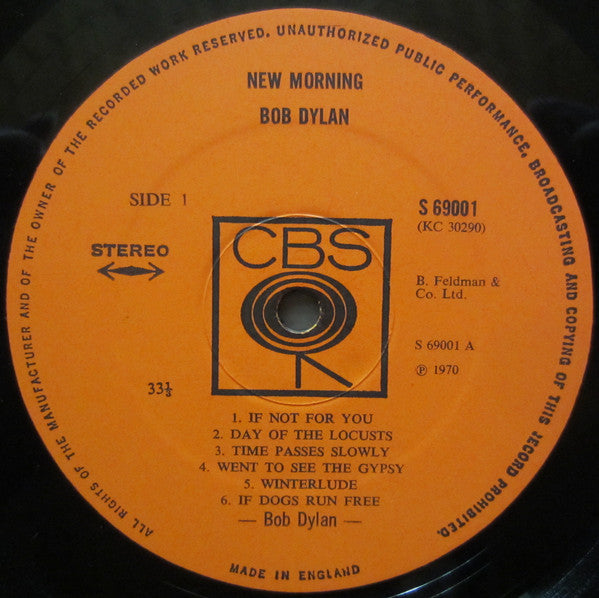 ALL RIGHTS OF THE MANUFACTURER AND OF THE OWNER OF THE RECORDED WORK RESERVED. UNAUTHORIZED PUBLIC PERFORMANCE, BROADCASTING AND COPYING OF THIS RECORD PROHIBITED.
NEW MORNING
BOB DYLAN
SIDE 1
S 69001
(KC 30290)
STEREO
CBS
B. Feldman &
Co. Ltd.
S 69001 A
℗ 1970
33⅓
1. IF NOT FOR YOU
2. DAY OF THE LOCUSTS
3. TIME PASSES SLOWLY
4. WENT TO SEE THE GYPSY
5. WINTERLUDE
6. IF DOGS RUN FREE
— Bob Dylan —
MADE IN ENGLAND